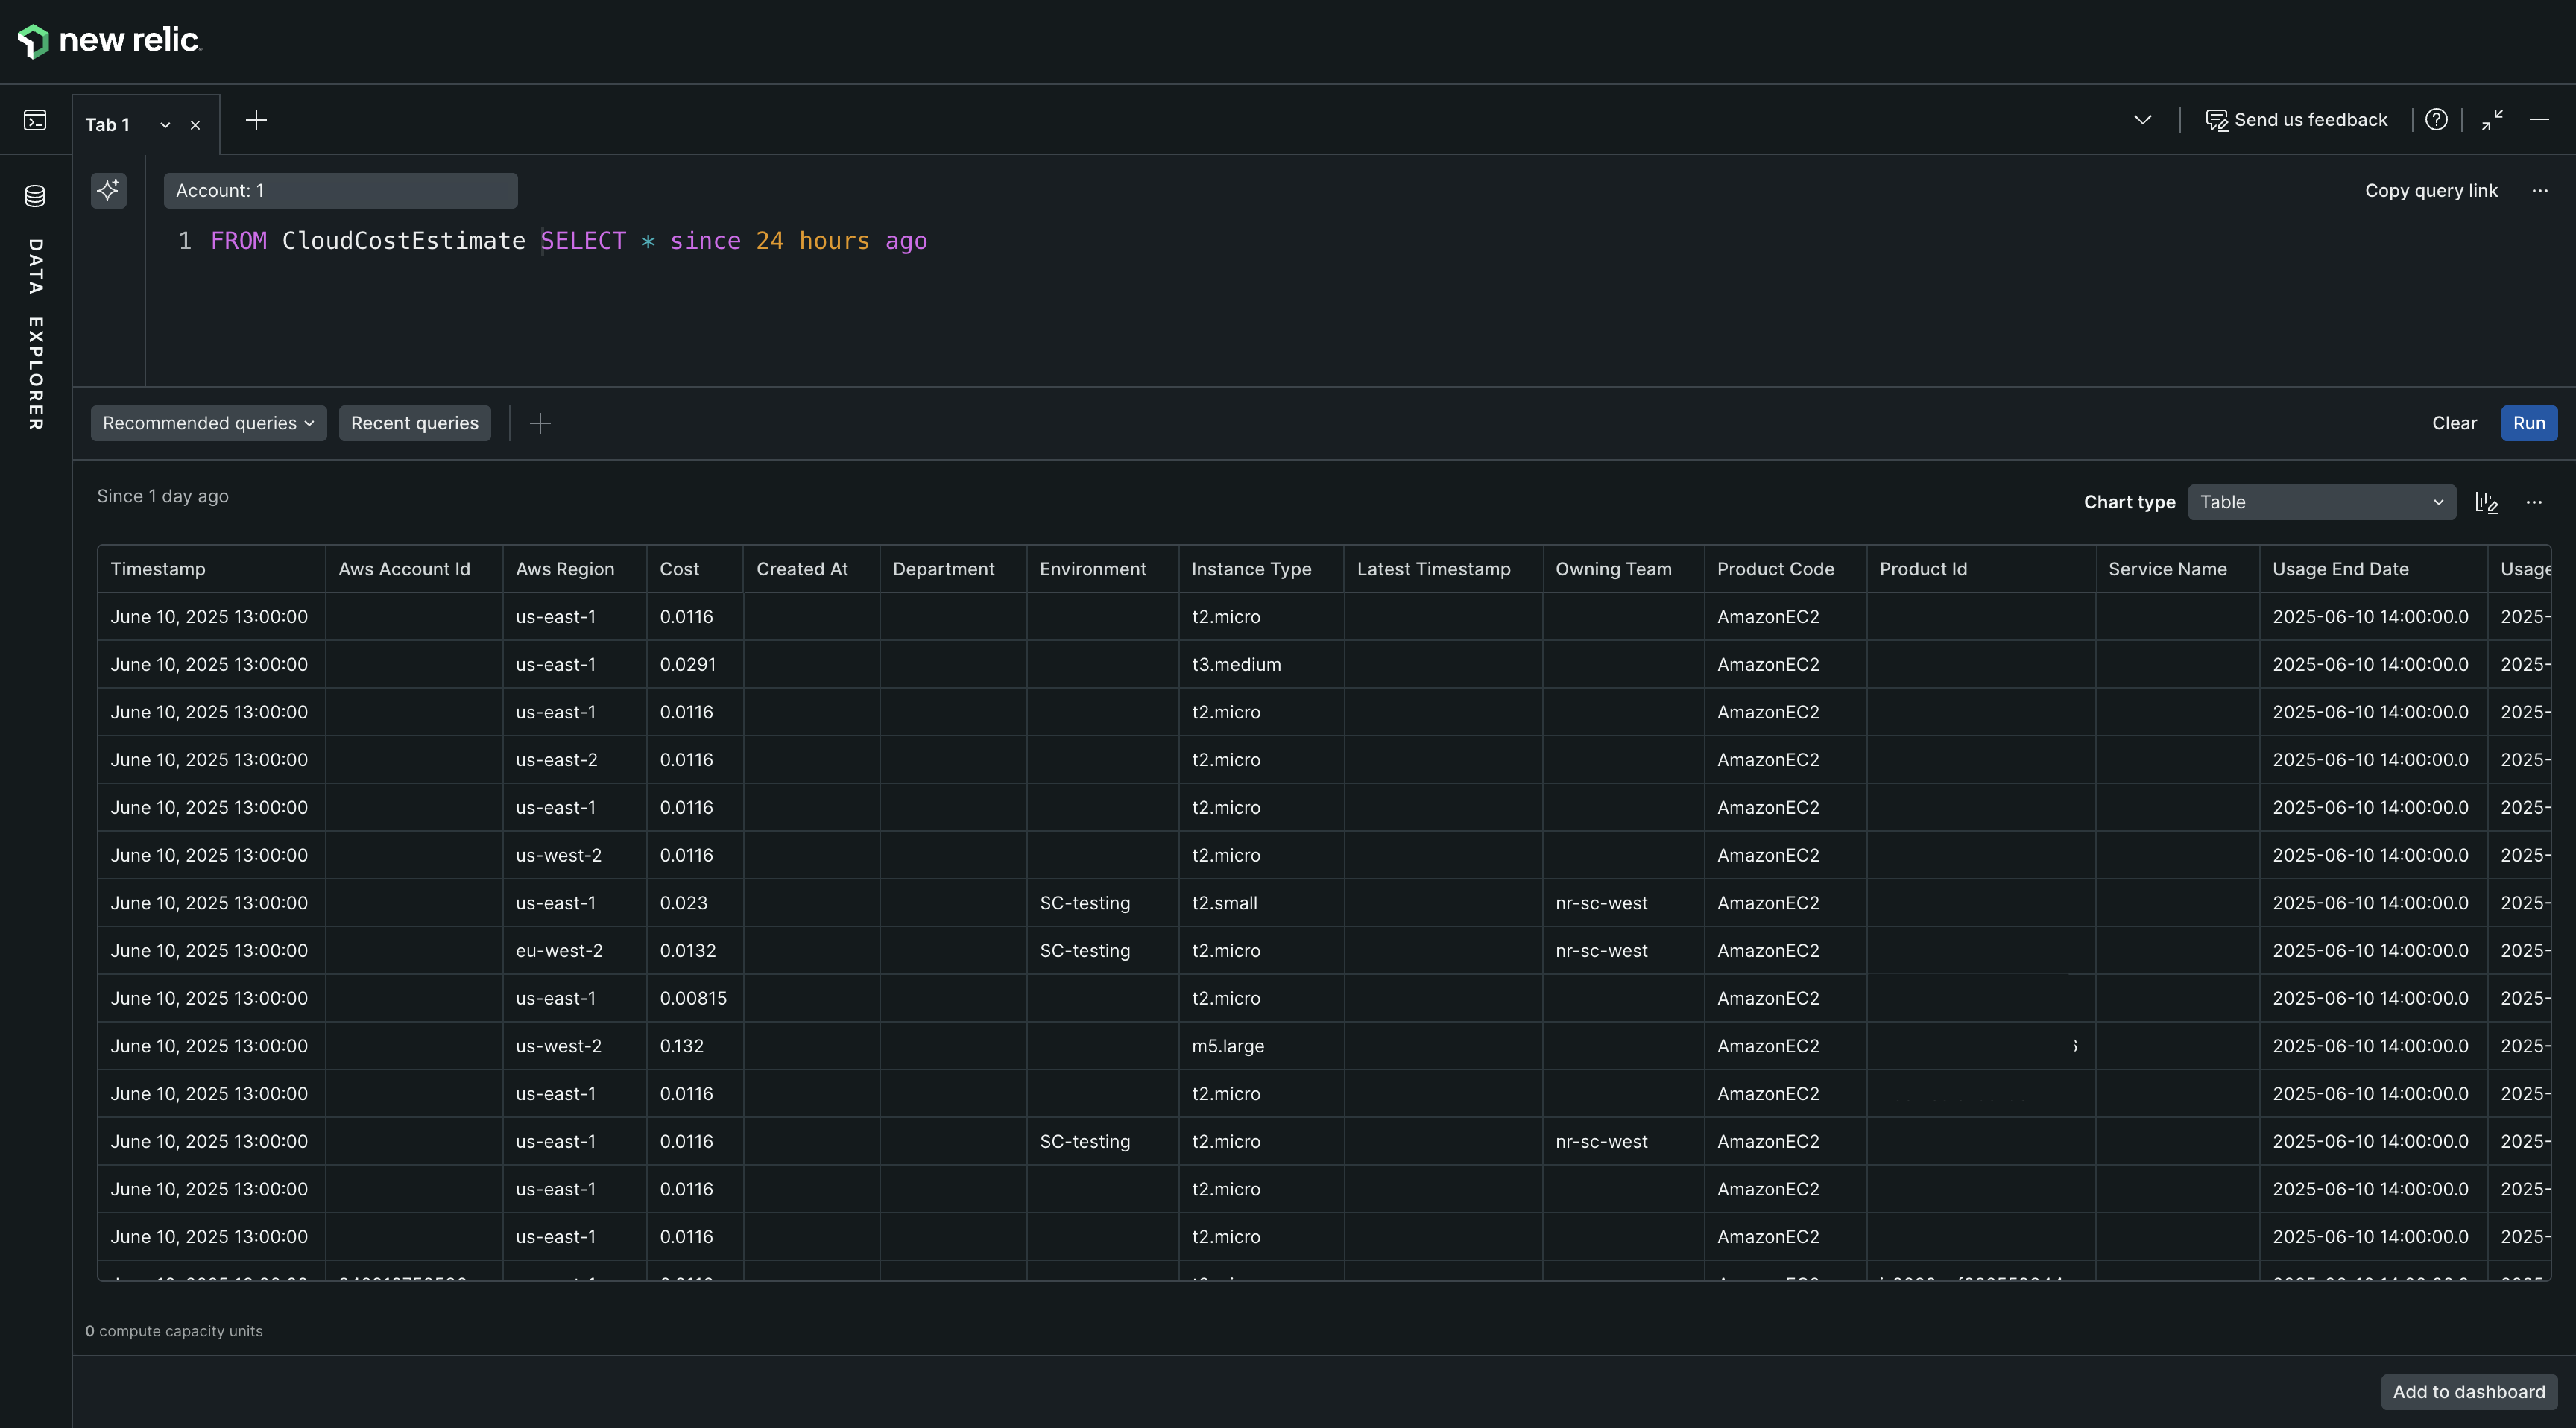 new relic.
Tab 1
Send us feedback
DATA EXPLORER
Account: 1
Copy query link
1 FROM CloudCostEstimate SELECT * since 24 hours ago
Recommended queries
Recent queries
Clear
Run
Since 1 day ago
Chart type
Table
Timestamp Aws Account Id Aws Region Cost Created At Department Environment Instance Type Latest Timestamp Owning Team Product Code Product Id Service Name Usage End Date Usage
June 10, 2025 13:00:00 us-east-1 0.0116 t2.micro AmazonEC2 2025-06-10 14:00:00.0 2025-
June 10, 2025 13:00:00 us-east-1 0.0291 t3.medium AmazonEC2 2025-06-10 14:00:00.0 2025-
June 10, 2025 13:00:00 us-east-1 0.0116 t2.micro AmazonEC2 2025-06-10 14:00:00.0 2025-
June 10, 2025 13:00:00 us-east-2 0.0116 t2.micro AmazonEC2 2025-06-10 14:00:00.0 2025-
June 10, 2025 13:00:00 us-east-1 0.0116 t2.micro AmazonEC2 2025-06-10 14:00:00.0 2025-
June 10, 2025 13:00:00 us-west-2 0.0116 t2.micro AmazonEC2 2025-06-10 14:00:00.0 2025-
June 10, 2025 13:00:00 us-east-1 0.023 SC-testing t2.small nr-sc-west AmazonEC2 2025-06-10 14:00:00.0 2025-
June 10, 2025 13:00:00 eu-west-2 0.0132 SC-testing t2.micro nr-sc-west AmazonEC2 2025-06-10 14:00:00.0 2025-
June 10, 2025 13:00:00 us-east-1 0.00815 t2.micro AmazonEC2 2025-06-10 14:00:00.0 2025-
June 10, 2025 13:00:00 us-west-2 0.132 m5.large AmazonEC2 2025-06-10 14:00:00.0 2025-
June 10, 2025 13:00:00 us-east-1 0.0116 t2.micro AmazonEC2 2025-06-10 14:00:00.0 2025-
June 10, 2025 13:00:00 us-east-1 0.0116 SC-testing t2.micro nr-sc-west AmazonEC2 2025-06-10 14:00:00.0 2025-
June 10, 2025 13:00:00 us-east-1 0.0116 t2.micro AmazonEC2 2025-06-10 14:00:00.0 2025-
June 10, 2025 13:00:00 us-east-1 0.0116 t2.micro AmazonEC2 2025-06-10 14:00:00.0 2025-
0 compute capacity units
Add to dashboard